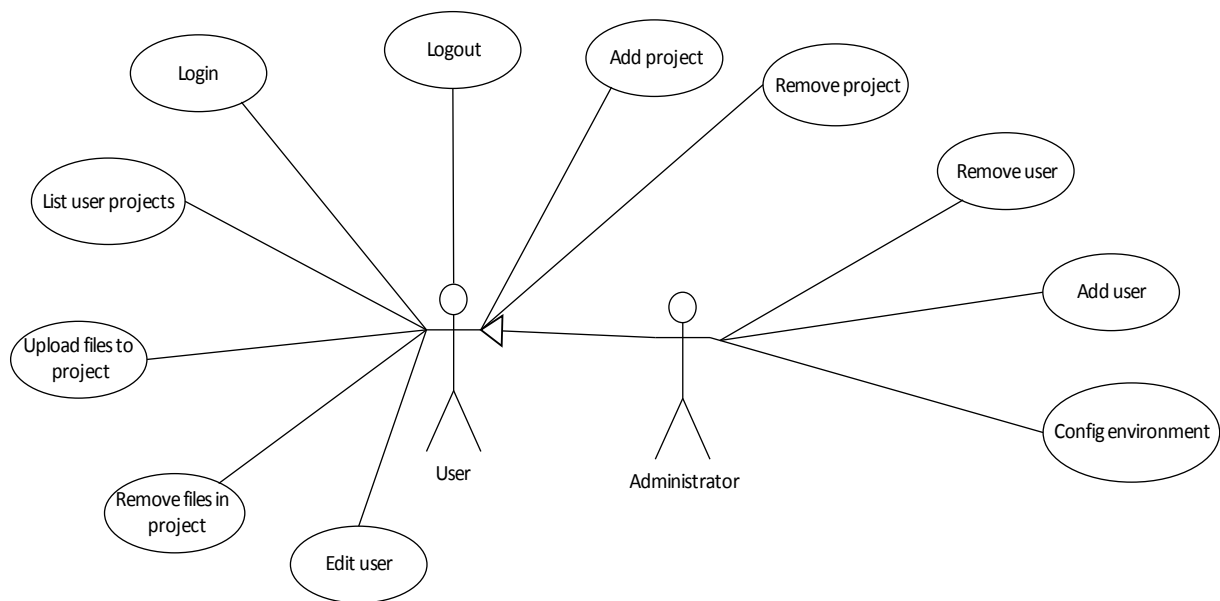 Logout
Add project
Login
Remove project
Remove user
List user projects
Add user
Upload files to
project
Config environment
User
Administrator
Remove files in
project
Edit user